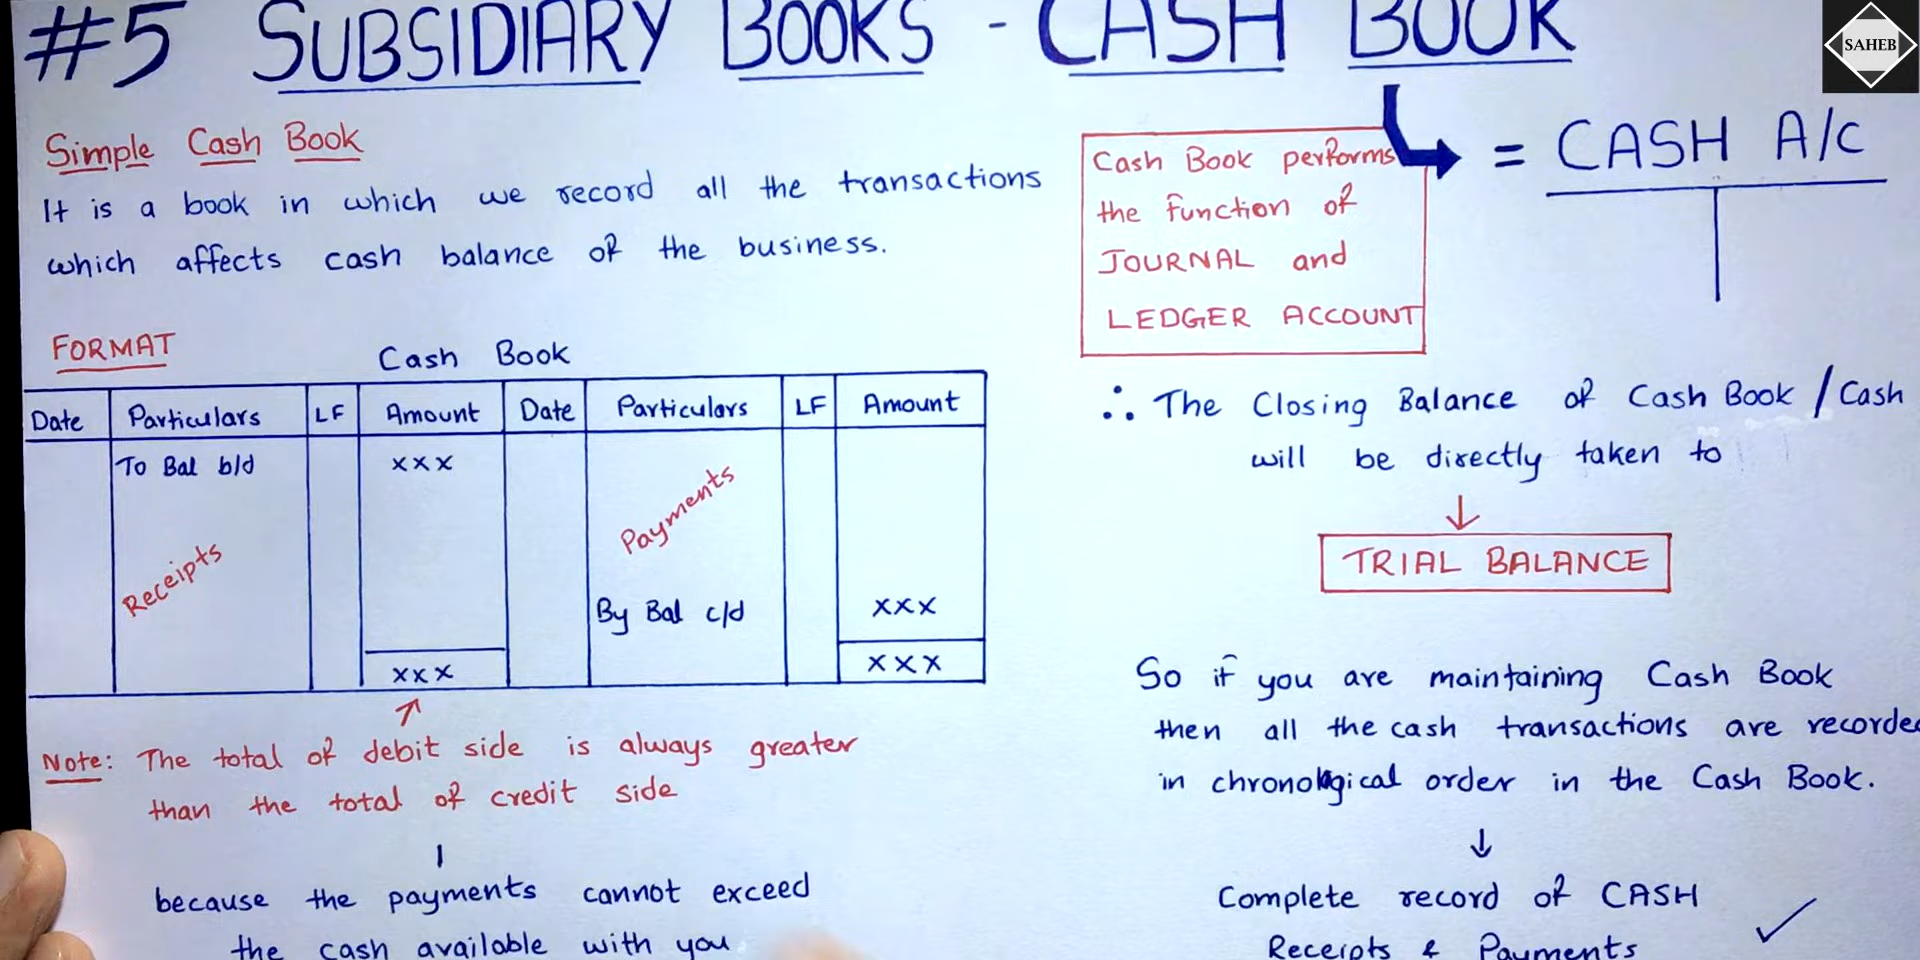 #5 SUBSIDIARY BOOKS - CASH BOOK
SAHEB
Simple Cash Book
It is a book in which we record all the transactions
which affects cash balance of the business.
Cash Book performs
the function of
JOURNAL and
LEDGER ACCOUNT
= CASH A/C
FORMAT
Cash Book
Date Particulars LF Amount Date Particulars LF Amount
To Bal b/d xxx
Payments
Receipts
By Bal c/d xxx
xxx xxx
Note: The total of debit side is always greater
than the total of credit side
because the payments cannot exceed
the cash available with you
∴ The Closing Balance of Cash Book / Cash
will be directly taken to
TRIAL BALANCE
So if you are maintaining Cash Book
then all the cash transactions are recorde
in chronological order in the Cash Book.
Complete record of CASH
Receipts & Payments